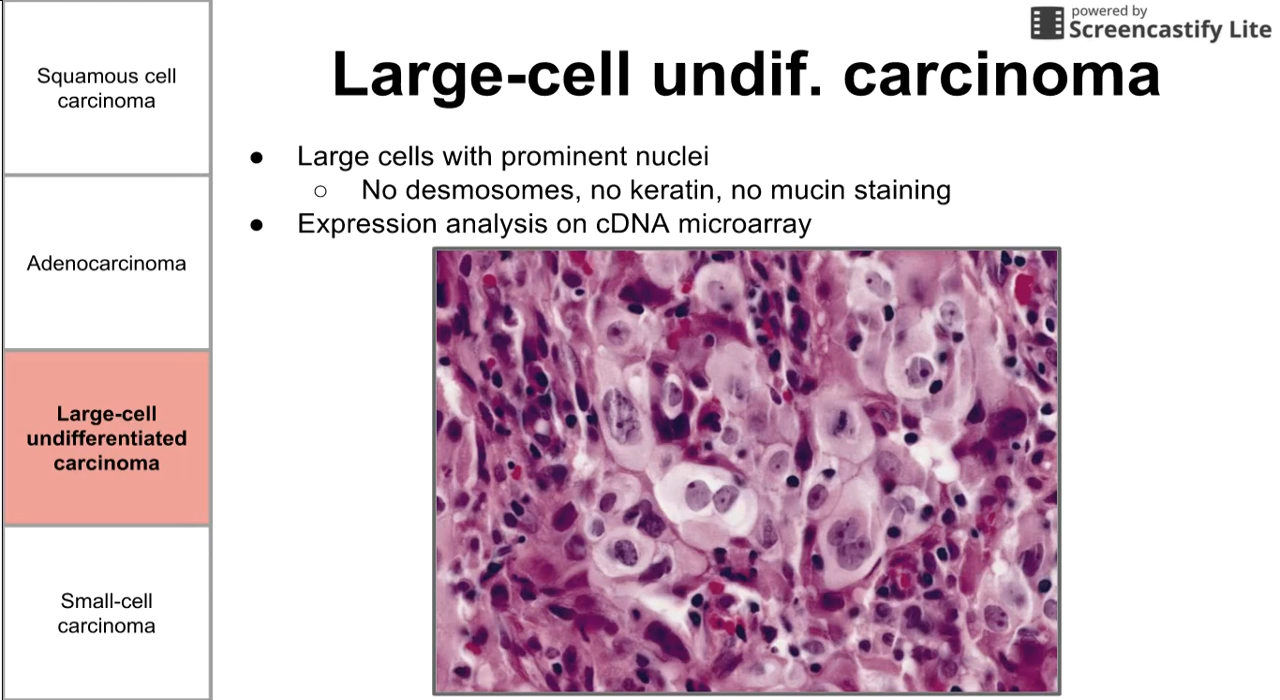 powered by
Screencastify Lite
Large-cell undif. carcinoma
Squamous cell
carcinoma
Adenocarcinoma
Large-cell
undifferentiated
carcinoma
Small-cell
carcinoma
● Large cells with prominent nuclei
○ No desmosomes, no keratin, no mucin staining
● Expression analysis on cDNA microarray